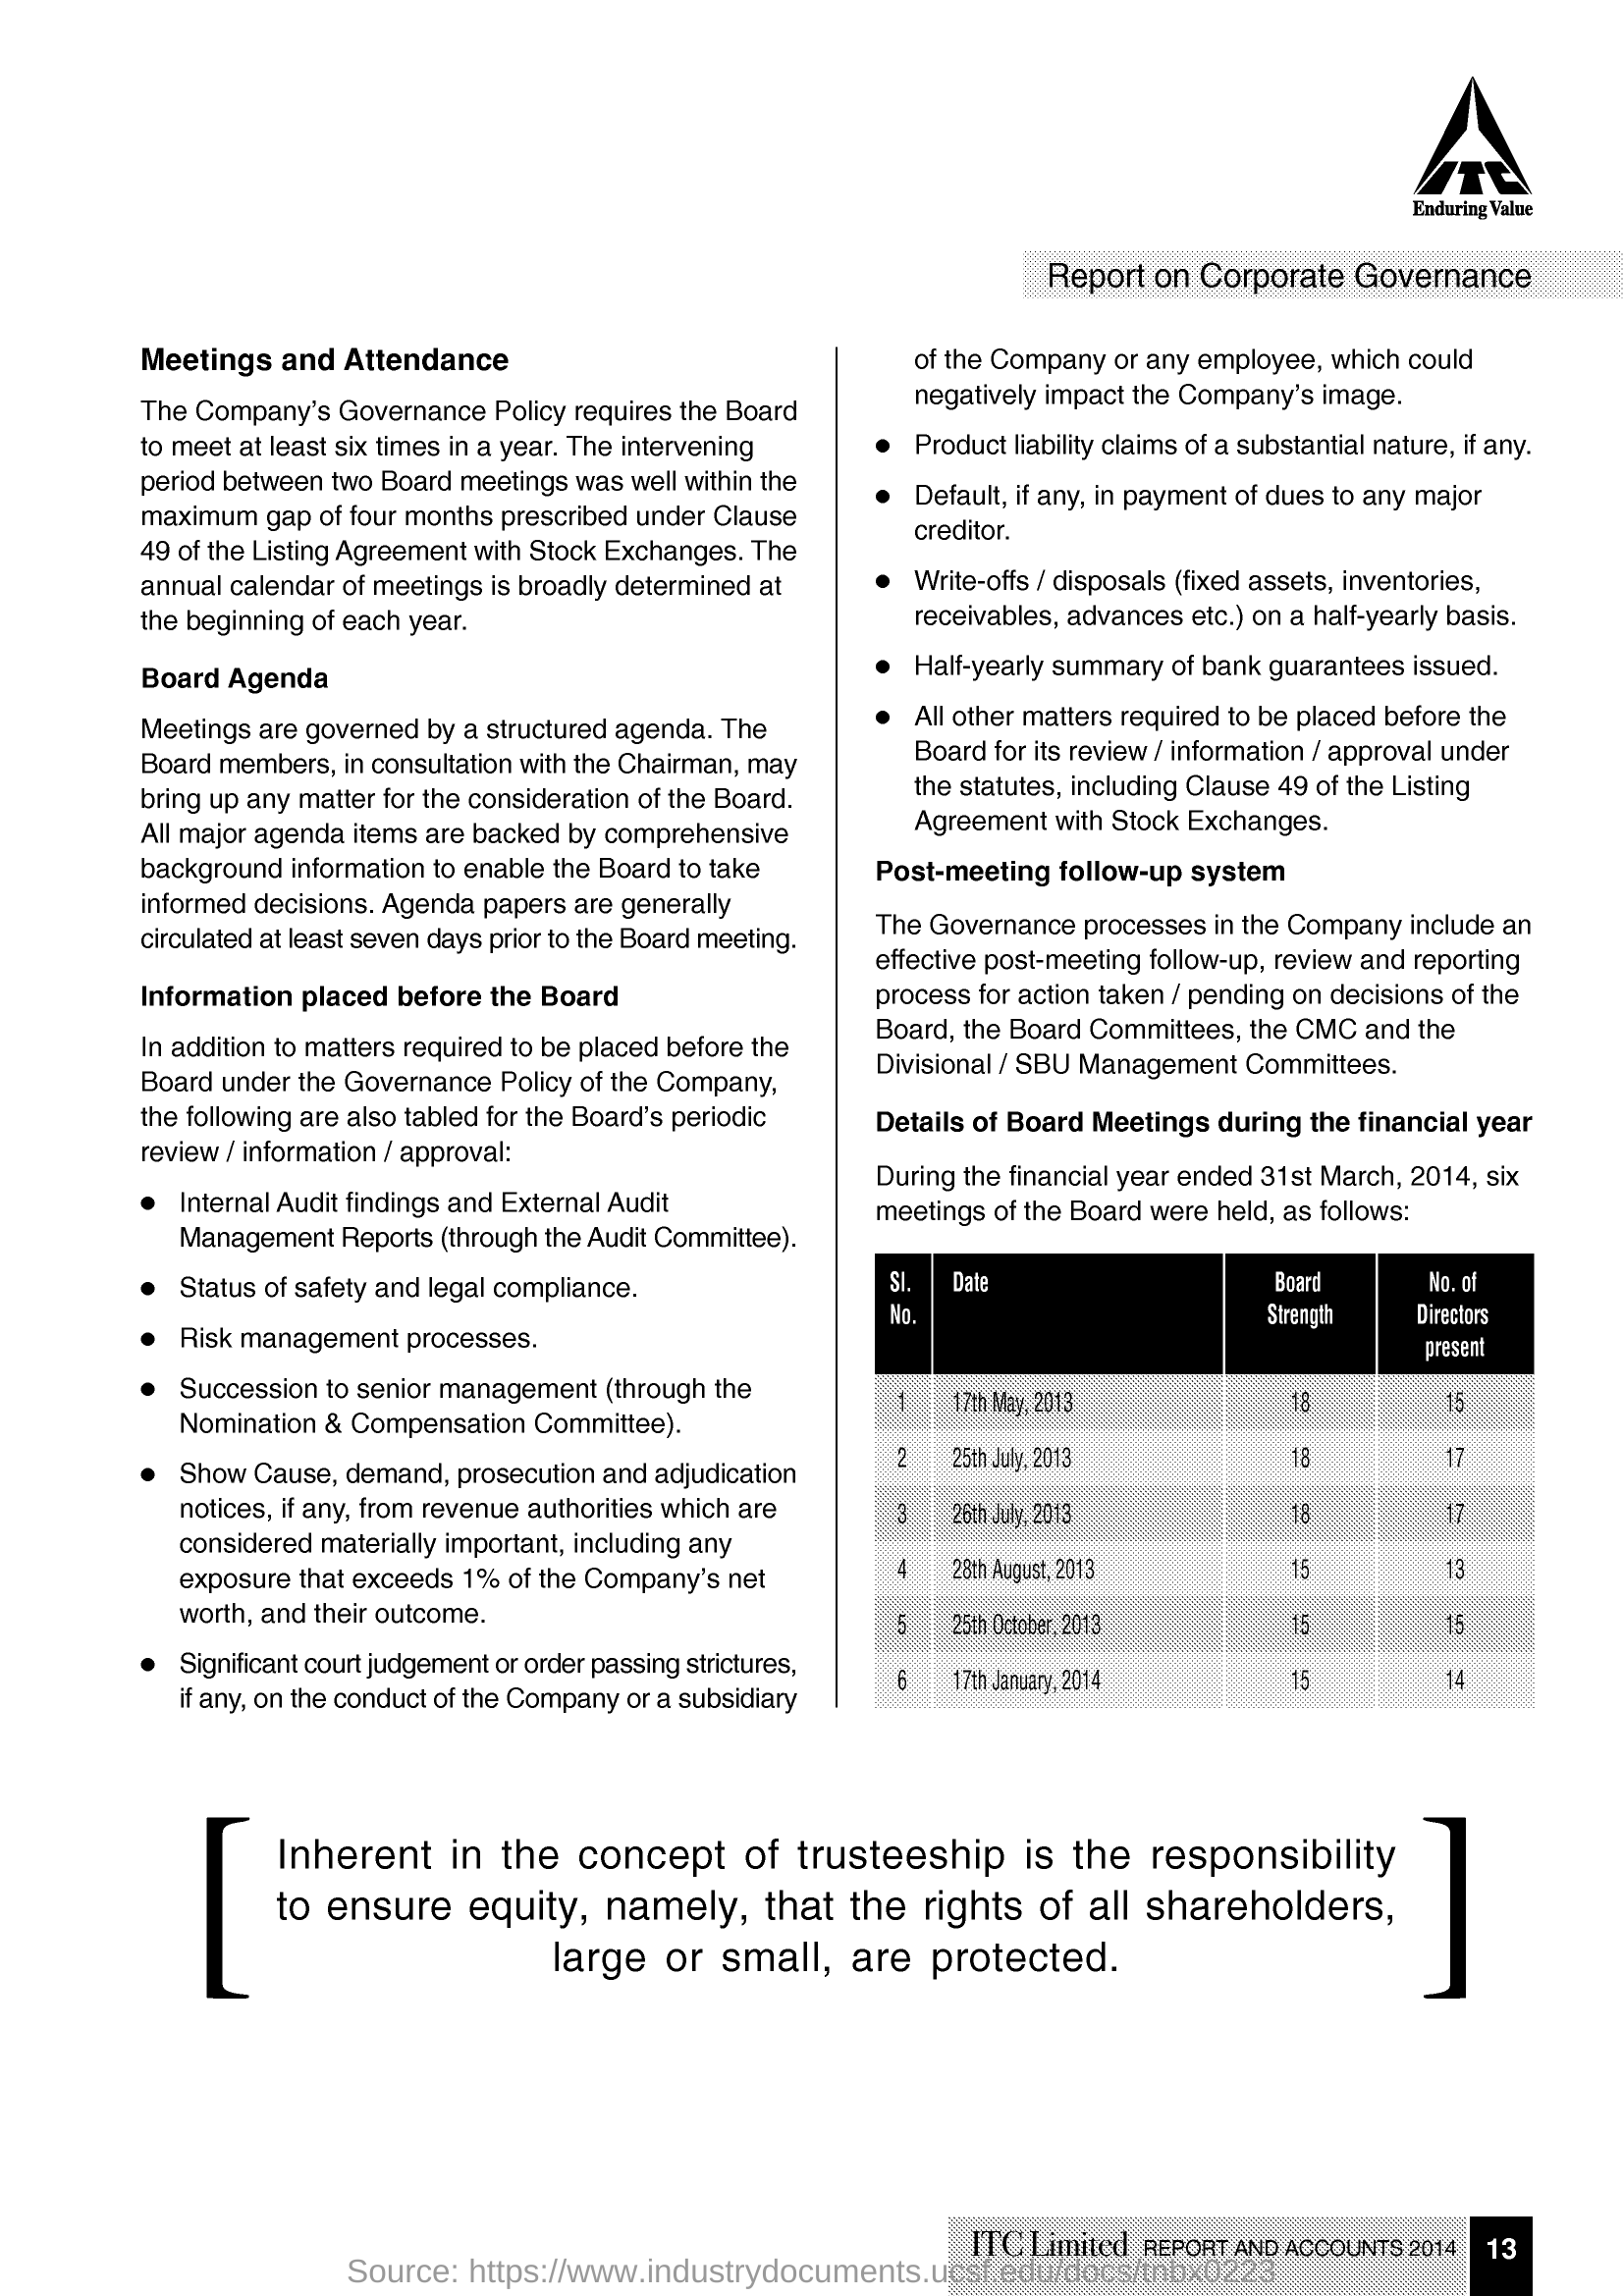 ITC
Enduring Value
Report on Corporate Governance
Meetings and Attendance
The Company's Governance Policy requires the Board
to meet at least six times in a year. The intervening
period between two Board meetings was well within the
maximum gap of four months prescribed under Clause
49 of the Listing Agreement with Stock Exchanges. The
annual calendar of meetings is broadly determined at
the beginning of each year.
Board Agenda
Meetings are governed by a structured agenda. The
Board members, in consultation with the Chairman, may
bring up any matter for the consideration of the Board.
All major agenda items are backed by comprehensive
background information to enable the Board to take
informed decisions. Agenda papers are generally
circulated at least seven days prior to the Board meeting.
Information placed before the Board
In addition to matters required to be placed before the
Board under the Governance Policy of the Company,
the following are also tabled for the Board's periodic
review / information / approval:
● Internal Audit findings and External Audit
Management Reports (through the Audit Committee).
● Status of safety and legal compliance.
● Risk management processes.
● Succession to senior management (through the
Nomination & Compensation Committee).
● Show Cause, demand, prosecution and adjudication
notices, if any, from revenue authorities which are
considered materially important, including any
exposure that exceeds 1% of the Company's net
worth, and their outcome.
● Significant court judgement or order passing strictures,
if any, on the conduct of the Company or a subsidiary
of the Company or any employee, which could
negatively impact the Company's image.
● Product liability claims of a substantial nature, if any.
● Default, if any, in payment of dues to any major
creditor.
● Write-offs / disposals (fixed assets, inventories,
receivables, advances etc.) on a half-yearly basis.
● Half-yearly summary of bank guarantees issued.
● All other matters required to be placed before the
Board for its review / information / approval under
the statutes, including Clause 49 of the Listing
Agreement with Stock Exchanges.
Post-meeting follow-up system
The Governance processes in the Company include an
effective post-meeting follow-up, review and reporting
process for action taken / pending on decisions of the
Board, the Board Committees, the CMC and the
Divisional / SBU Management Committees.
Details of Board Meetings during the financial year
During the financial year ended 31st March, 2014, six
meetings of the Board were held, as follows:
Sl. No. Date Board Strength No. of Directors present
1 17th May, 2013 18 15
2 25th July, 2013 18 17
3 26th July, 2013 18 17
4 28th August, 2013 15 13
5 25th October, 2013 15 15
6 17th January, 2014 15 14
Inherent in the concept of trusteeship is the responsibility
to ensure equity, namely, that the rights of all shareholders,
large or small, are protected.
ITC Limited REPORT AND ACCOUNTS 2014 13
Source: https://www.industrydocuments.ucsf.edu/docs/tnbx0223